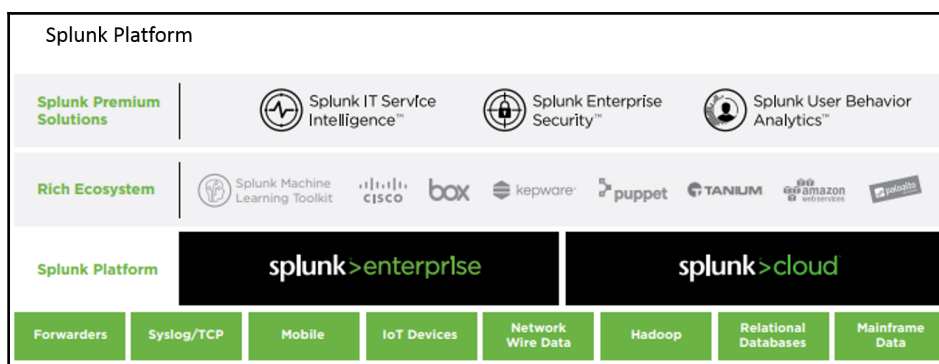 Splunk Platform
Splunk Premium
Solutions
Splunk IT Service
Intelligence™
Splunk Enterprise
Security™
Splunk User Behavior
Analytics™
Rich Ecosystem
Splunk Machine
Learning Toolkit
CISCO
box
kepware
puppet
TANIUM
amazon
webservices
paloalto
Splunk Platform
splunk>enterprise
splunk>cloud
Forwarders
Syslog/TCP
Mobile
IoT Devices
Network
Wire Data
Hadoop
Relational
Databases
Mainframe
Data